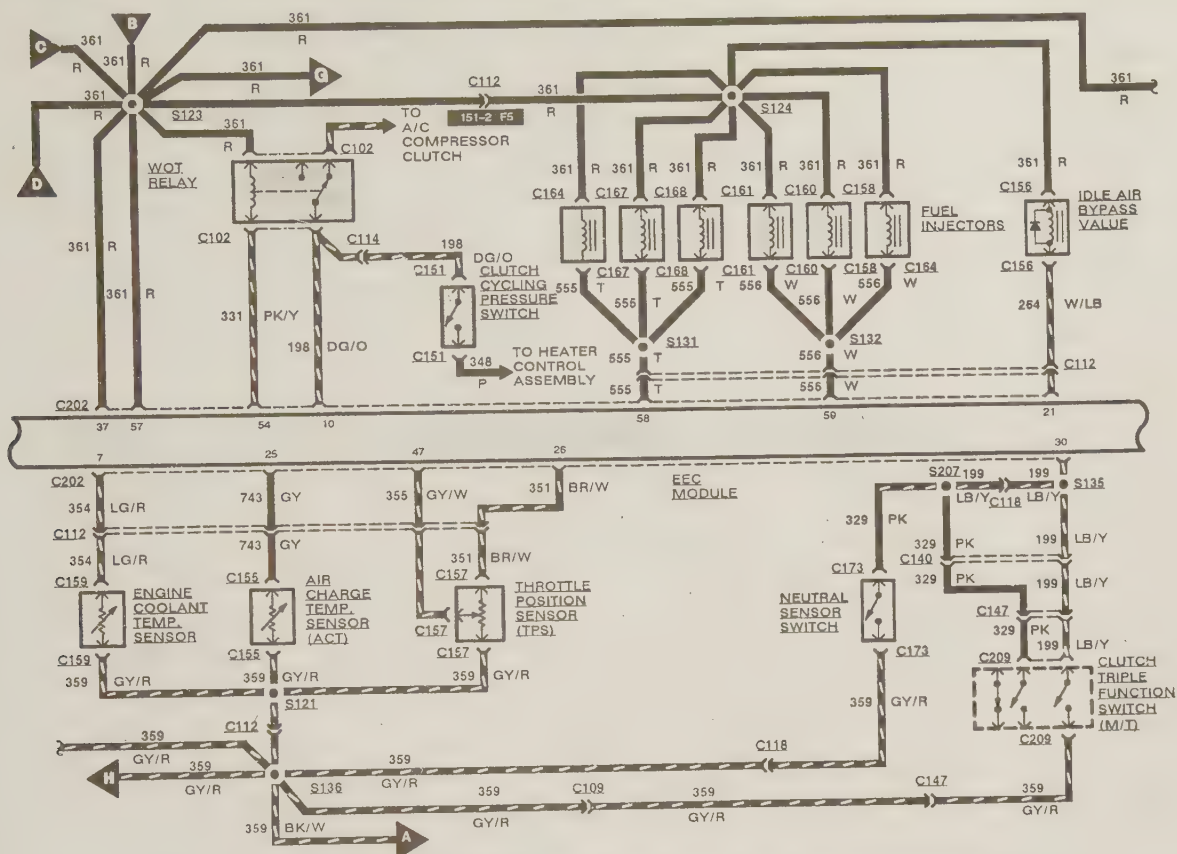 B
361
361
R
C
361
R
361
R
361
R
G
361
R
C112
361
R
361
R
D
S123
151-2 F5
S124
361
R
TO
A/C
COMPRESSOR
CLUTCH
C102
WOT
RELAY
361
R
361
R
361
R
361
R
361
R
361
R
361
R
C164
C167
C168
C161
C160
C158
C156
FUEL
INJECTORS
IDLE AIR
BYPASS
VALUE
C102
C114
198
DG/O
C151
CLUTCH
CYCLING
PRESSURE
SWITCH
C167
C168
C161
C160
C158
C164
C156
361
R
361
R
555
555
T
555
T
556
W
556
W
556
W
264
W/LB
331
PK/Y
198
DG/O
S131
S132
C151
348
P
TO HEATER
CONTROL
ASSEMBLY
555
T
556
W
C112
555
T
556
W
C202
37
57
54
10
58
59
21
7
25
47
26
30
C202
EEC
MODULE
354
LG/R
743
GY
355
GY/W
351
BR/W
S207
199
LB/Y
C118
199
LB/Y
S135
C112
329
PK
329
PK
199
LB/Y
354
LG/R
743
GY
351
BR/W
C140
329
PK
199
LB/Y
C159
C155
C157
C173
ENGINE
COOLANT
TEMP.
SENSOR
AIR
CHARGE
TEMP.
SENSOR
(ACT)
C157
THROTTLE
POSITION
SENSOR
(TPS)
NEUTRAL
SENSOR
SWITCH
C147
329
PK
199
LB/Y
C159
C155
C157
C173
C209
CLUTCH
TRIPLE
FUNCTION
SWITCH
(M/T)
359
GY/R
359
GY/R
359
GY/R
359
GY/R
S121
C112
C209
359
GY/R
C118
H
359
GY/R
359
GY/R
S136
359
GY/R
C109
359
GY/R
C147
359
GY/R
359
BK/W
A